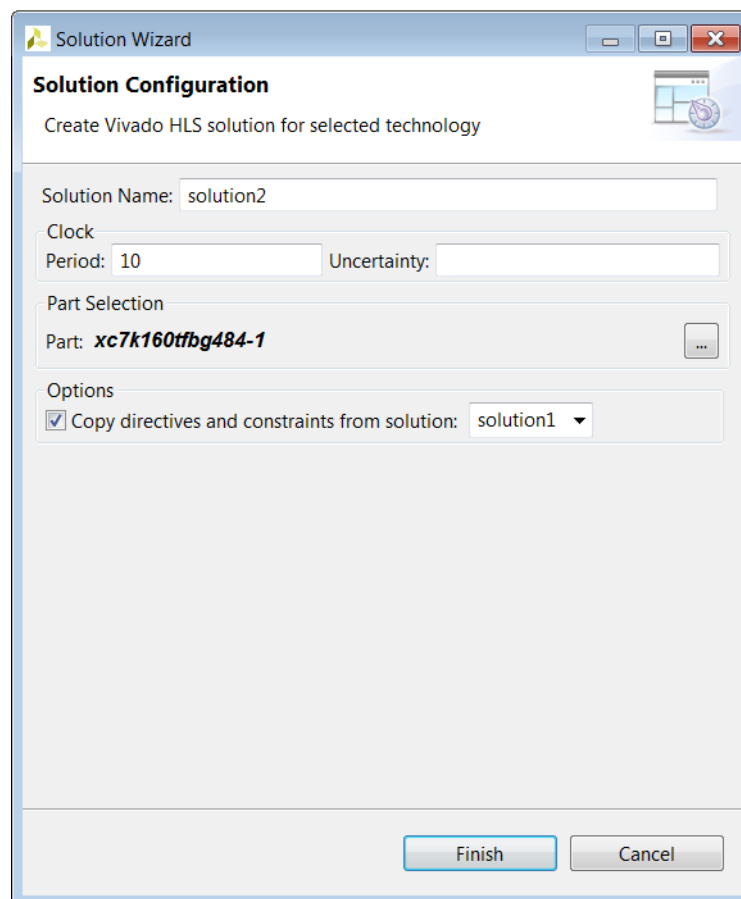 Solution Wizard
Solution Configuration
Create Vivado HLS solution for selected technology
Solution Name: solution2
Clock
Period: 10 Uncertainty:
Part Selection
Part: xc7k160tfbg484-1 ...
Options
Copy directives and constraints from solution: solution1
Finish Cancel